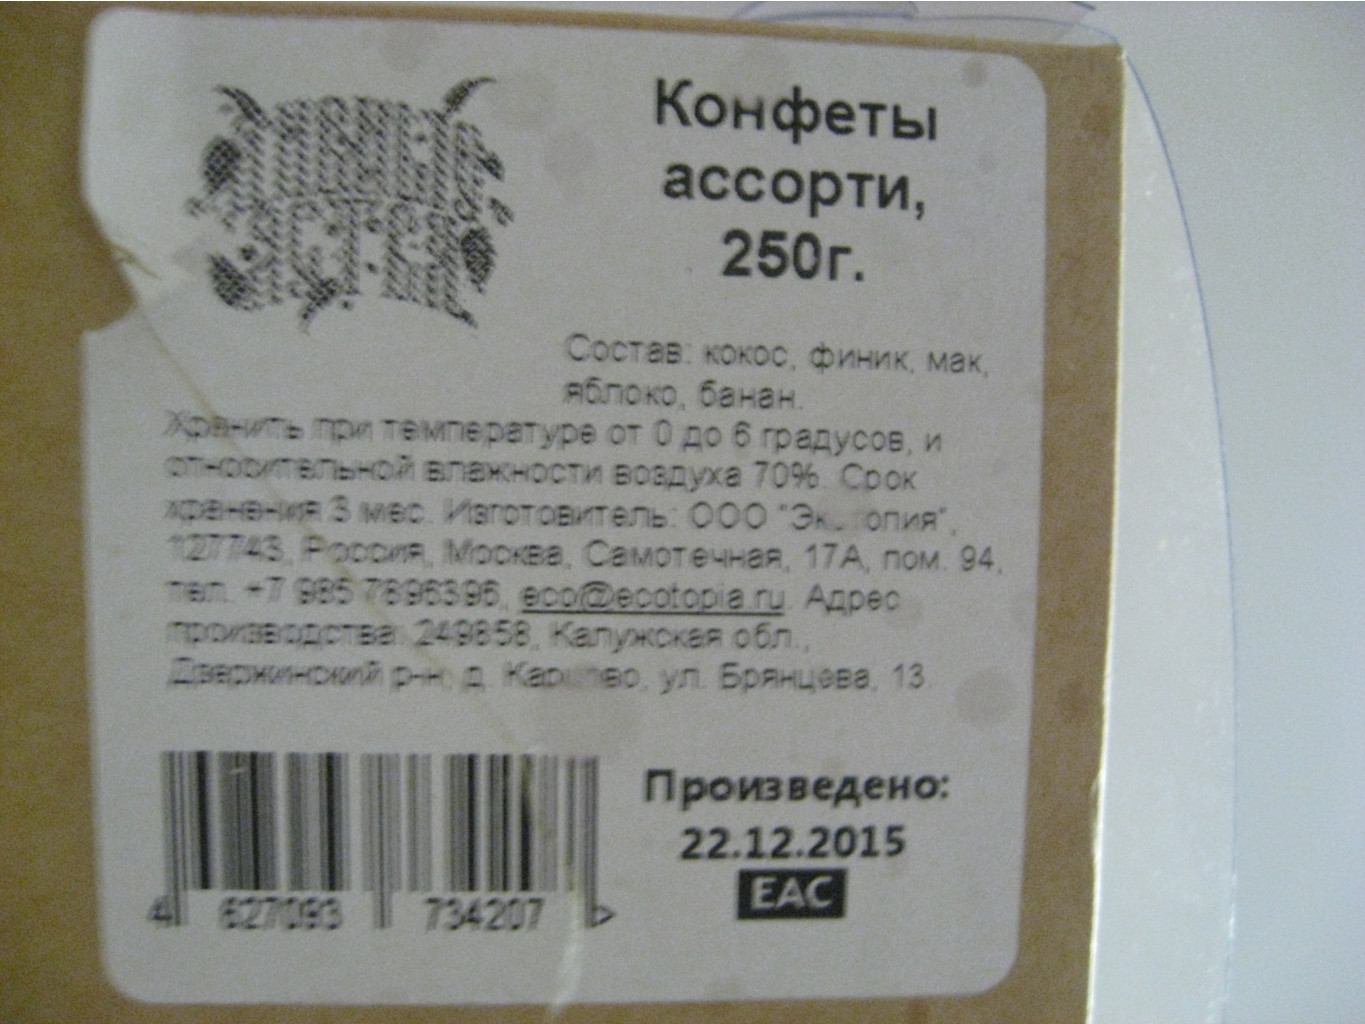 Конфеты
ассорти,
250г.
Состав: кокос, финик, мак,
яблоко, банан.
Хранить при температуре от 0 до 6 градусов, и
относительной влажности воздуха 70%. Срок
хранения 3 мес. Изготовитель: ООО
127743, Россия, Москва, Самотечная, 17А, пом. 94,
тел. +7 985 7896396, eco@ecotopia.ru. Адрес
производства: 249858, Калужская обл.,
Дзержинский р-н, д. ул. Брянцева, 13.
Произведено:
22.12.2015
EAC
4 627093 734207 >